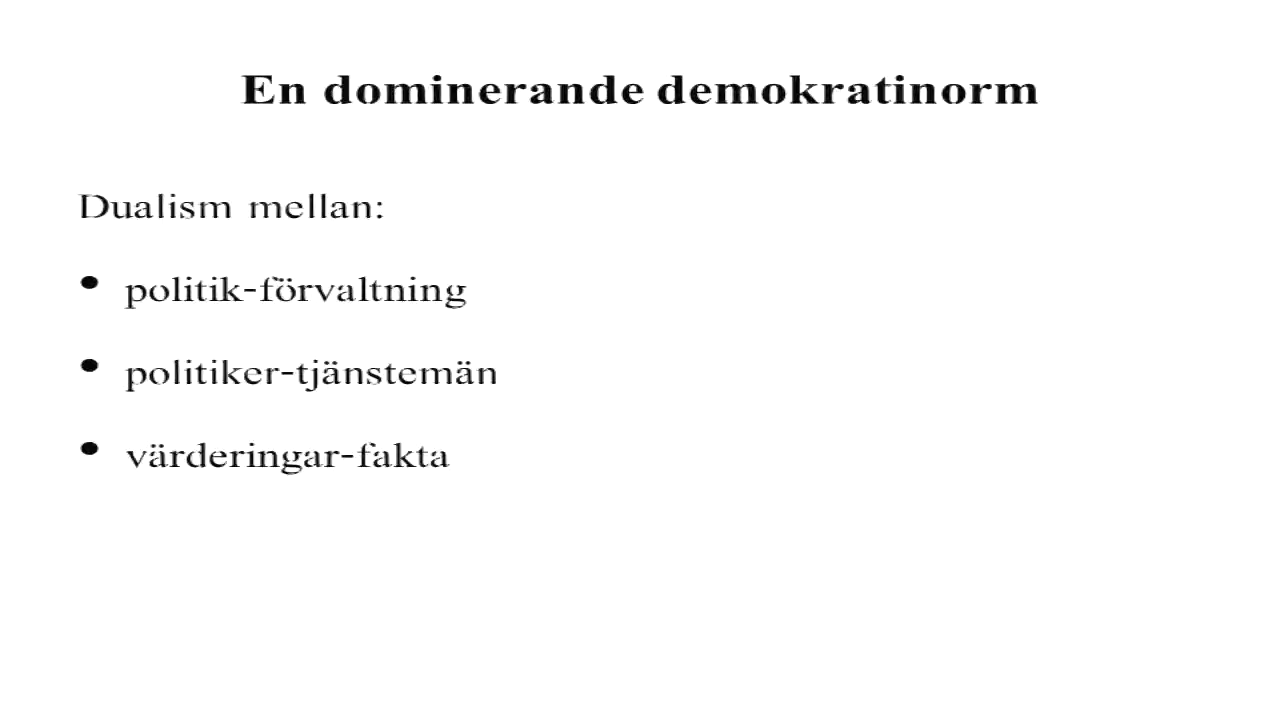 En dominerande demokratinorm
Dualism mellan:
• politik-förvaltning
• politiker-tjänstemän
• värderingar-fakta